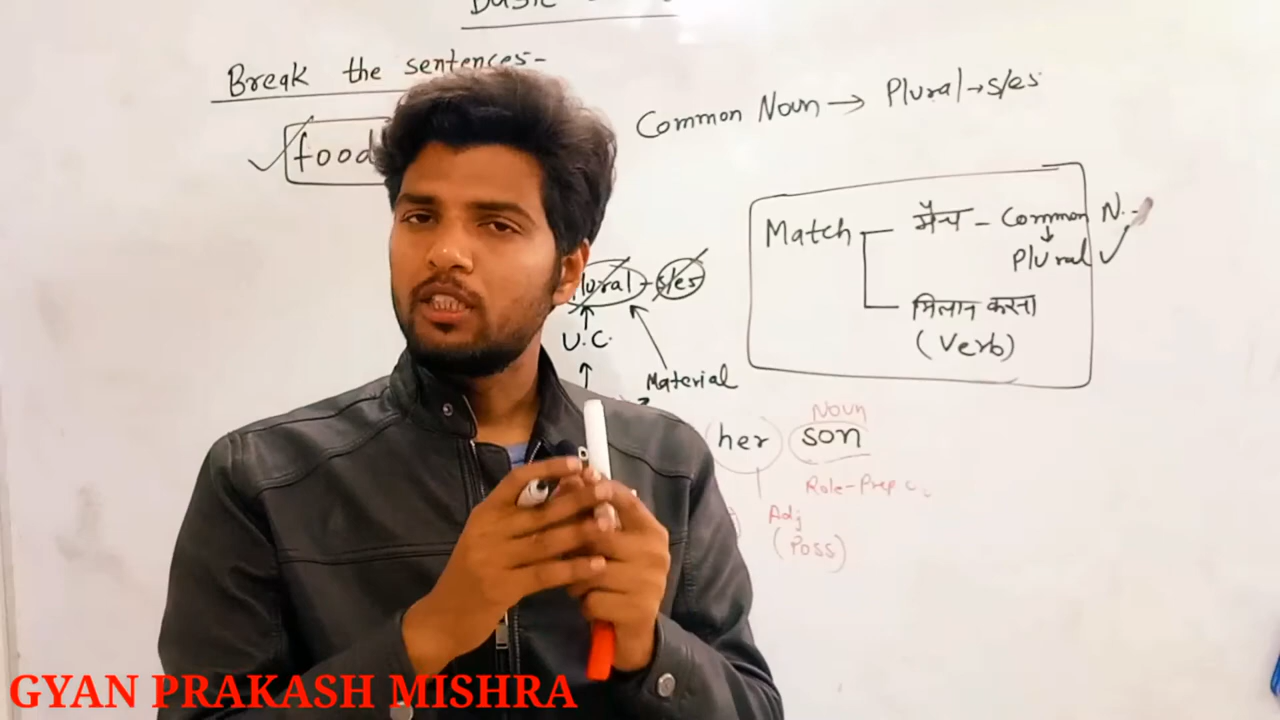 Basic
Break the sentences-
food
Common Noun → Plural → s/es
Match
मैच - Common N.
↓
Plural ✓
मिलान करना
(Verb)
Plural - s/es
↑
U.C.
↑
Material
her son
Noun
Role-Prep
Adj
(Poss)
GYAN PRAKASH MISHRA